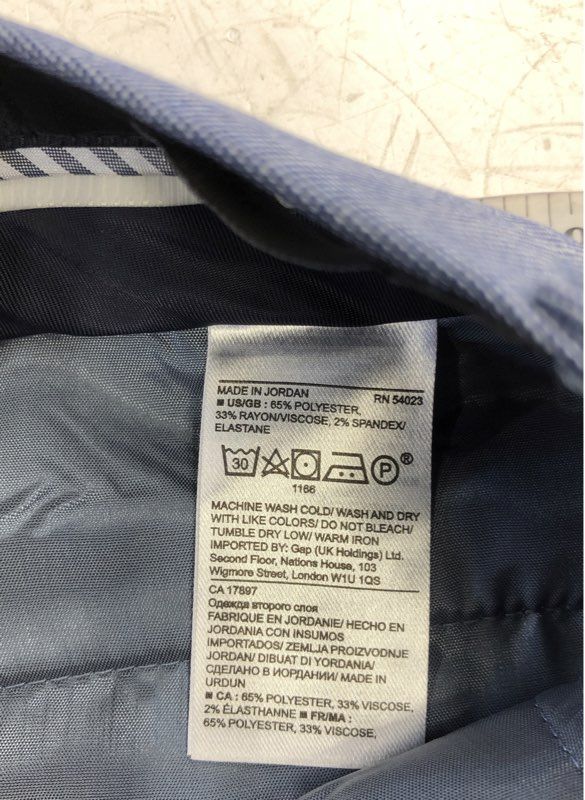 MADE IN JORDAN RN 54023
■ US/GB : 65% POLYESTER,
33% RAYON/VISCOSE, 2% SPANDEX/
ELASTANE
30 P®
1166
MACHINE WASH COLD/ WASH AND DRY
WITH LIKE COLORS/ DO NOT BLEACH/
TUMBLE DRY LOW/ WARM IRON
IMPORTED BY: Gap (UK Holdings) Ltd.
Second Floor, Nations House, 103
Wigmore Street, London W1U 1QS
CA 17897
Одежда второго слоя
FABRIQUE EN JORDANIE/ HECHO EN
JORDANIA CON INSUMOS
IMPORTADOS/ ZEMLJA PROIZVODNJE
JORDAN/ DIBUAT DI YORDANIA/
СДЕЛАНО В ИОРДАНИИ/ MADE IN
URDUN
■ CA : 65% POLYESTER, 33% VISCOSE,
2% ÉLASTHANNE ■ FR/MA :
65% POLYESTER, 33% VISCOSE,